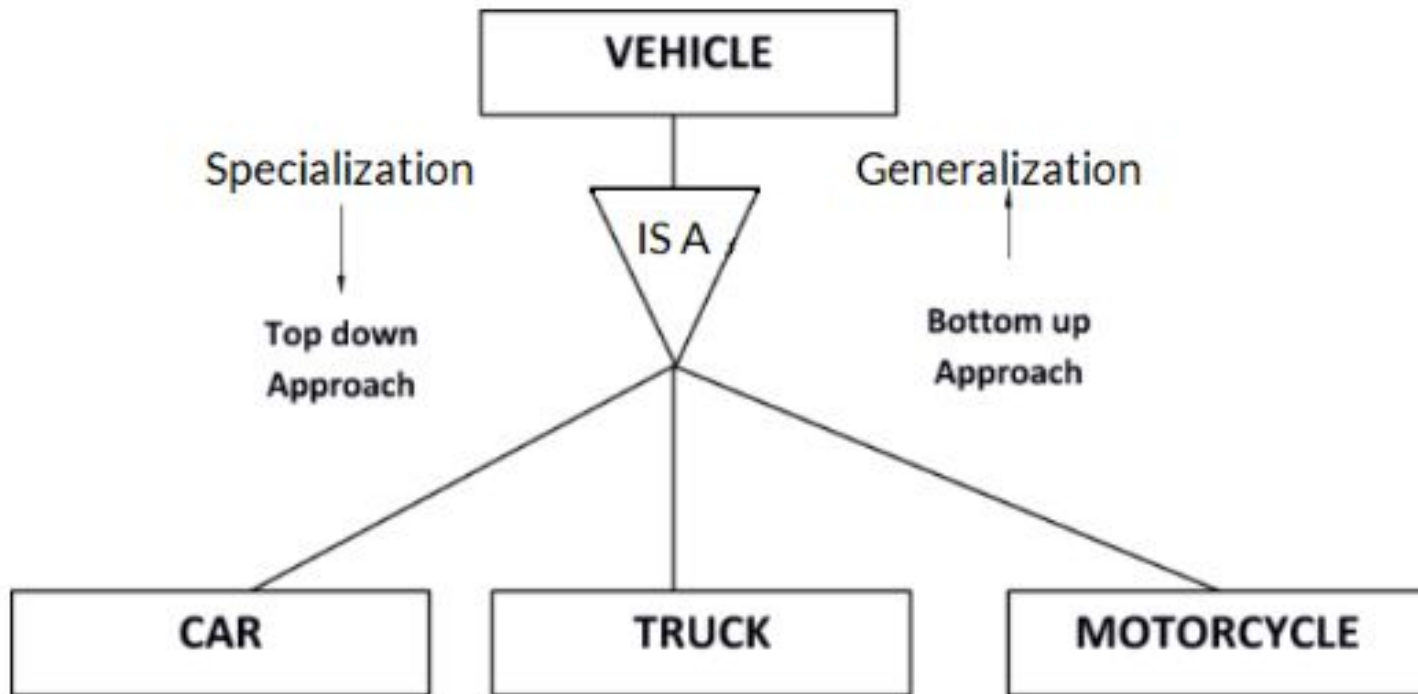 VEHICLE
Specialization
Generalization
IS A
Top down
Approach
Bottom up
Approach
CAR
TRUCK
MOTORCYCLE